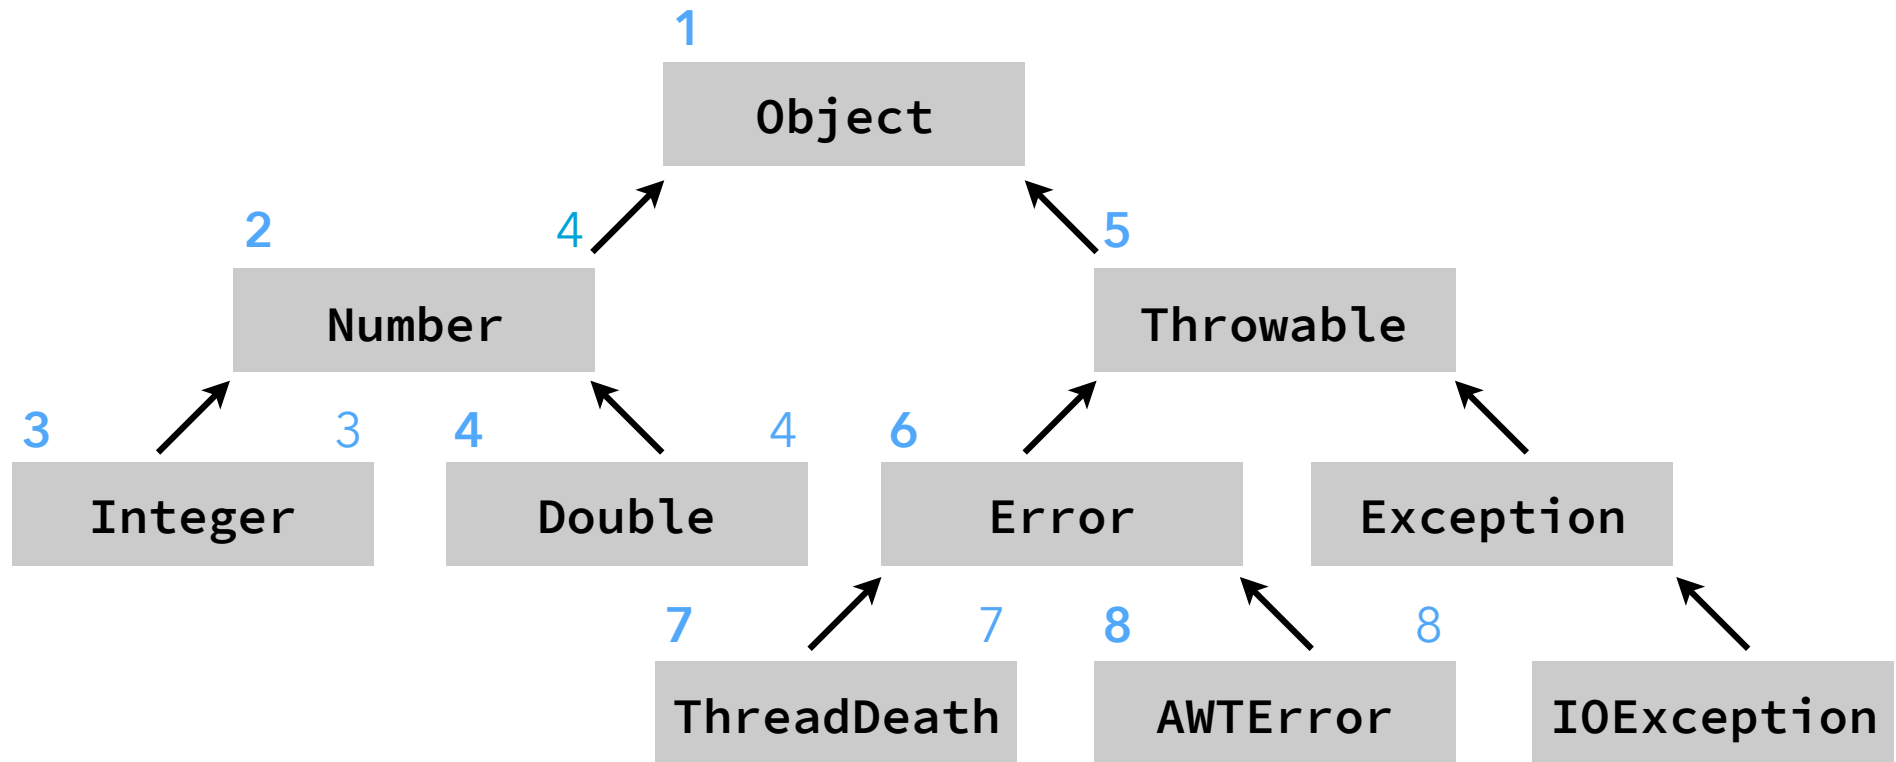 1
Object
2 4 5
Number Throwable
3 3 4 4 6
Integer Double Error Exception
7 7 8 8
ThreadDeath AWTError IOException